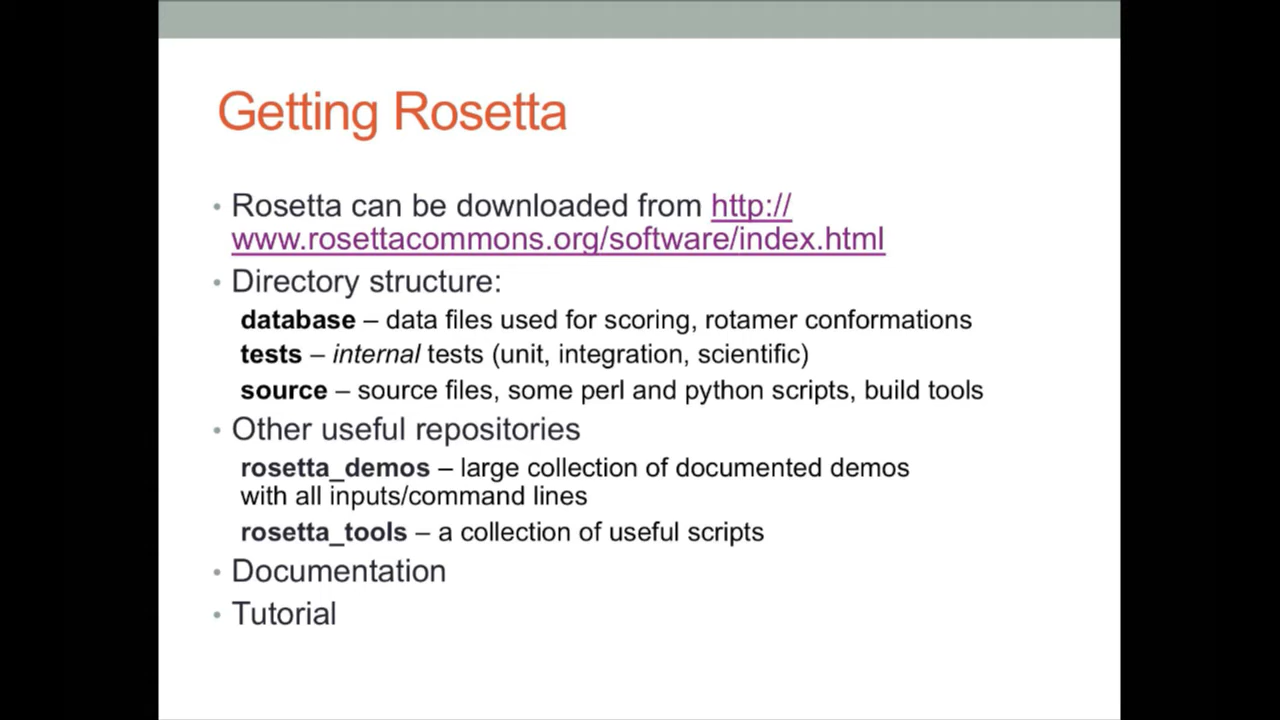 Getting Rosetta
• Rosetta can be downloaded from http://
www.rosettacommons.org/software/index.html
• Directory structure:
database – data files used for scoring, rotamer conformations
tests – internal tests (unit, integration, scientific)
source – source files, some perl and python scripts, build tools
• Other useful repositories
rosetta_demos – large collection of documented demos
with all inputs/command lines
rosetta_tools – a collection of useful scripts
• Documentation
• Tutorial